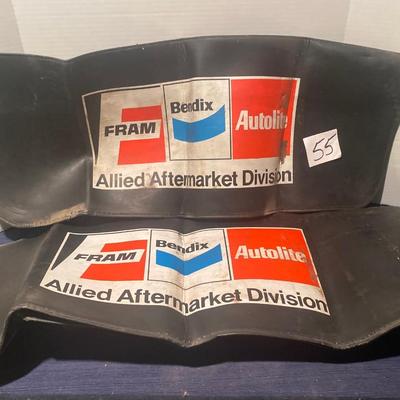 FRAM Bendix Autolite
Allied Aftermarket Division
55
FRAM Bendix Autolite
Allied Aftermarket Division